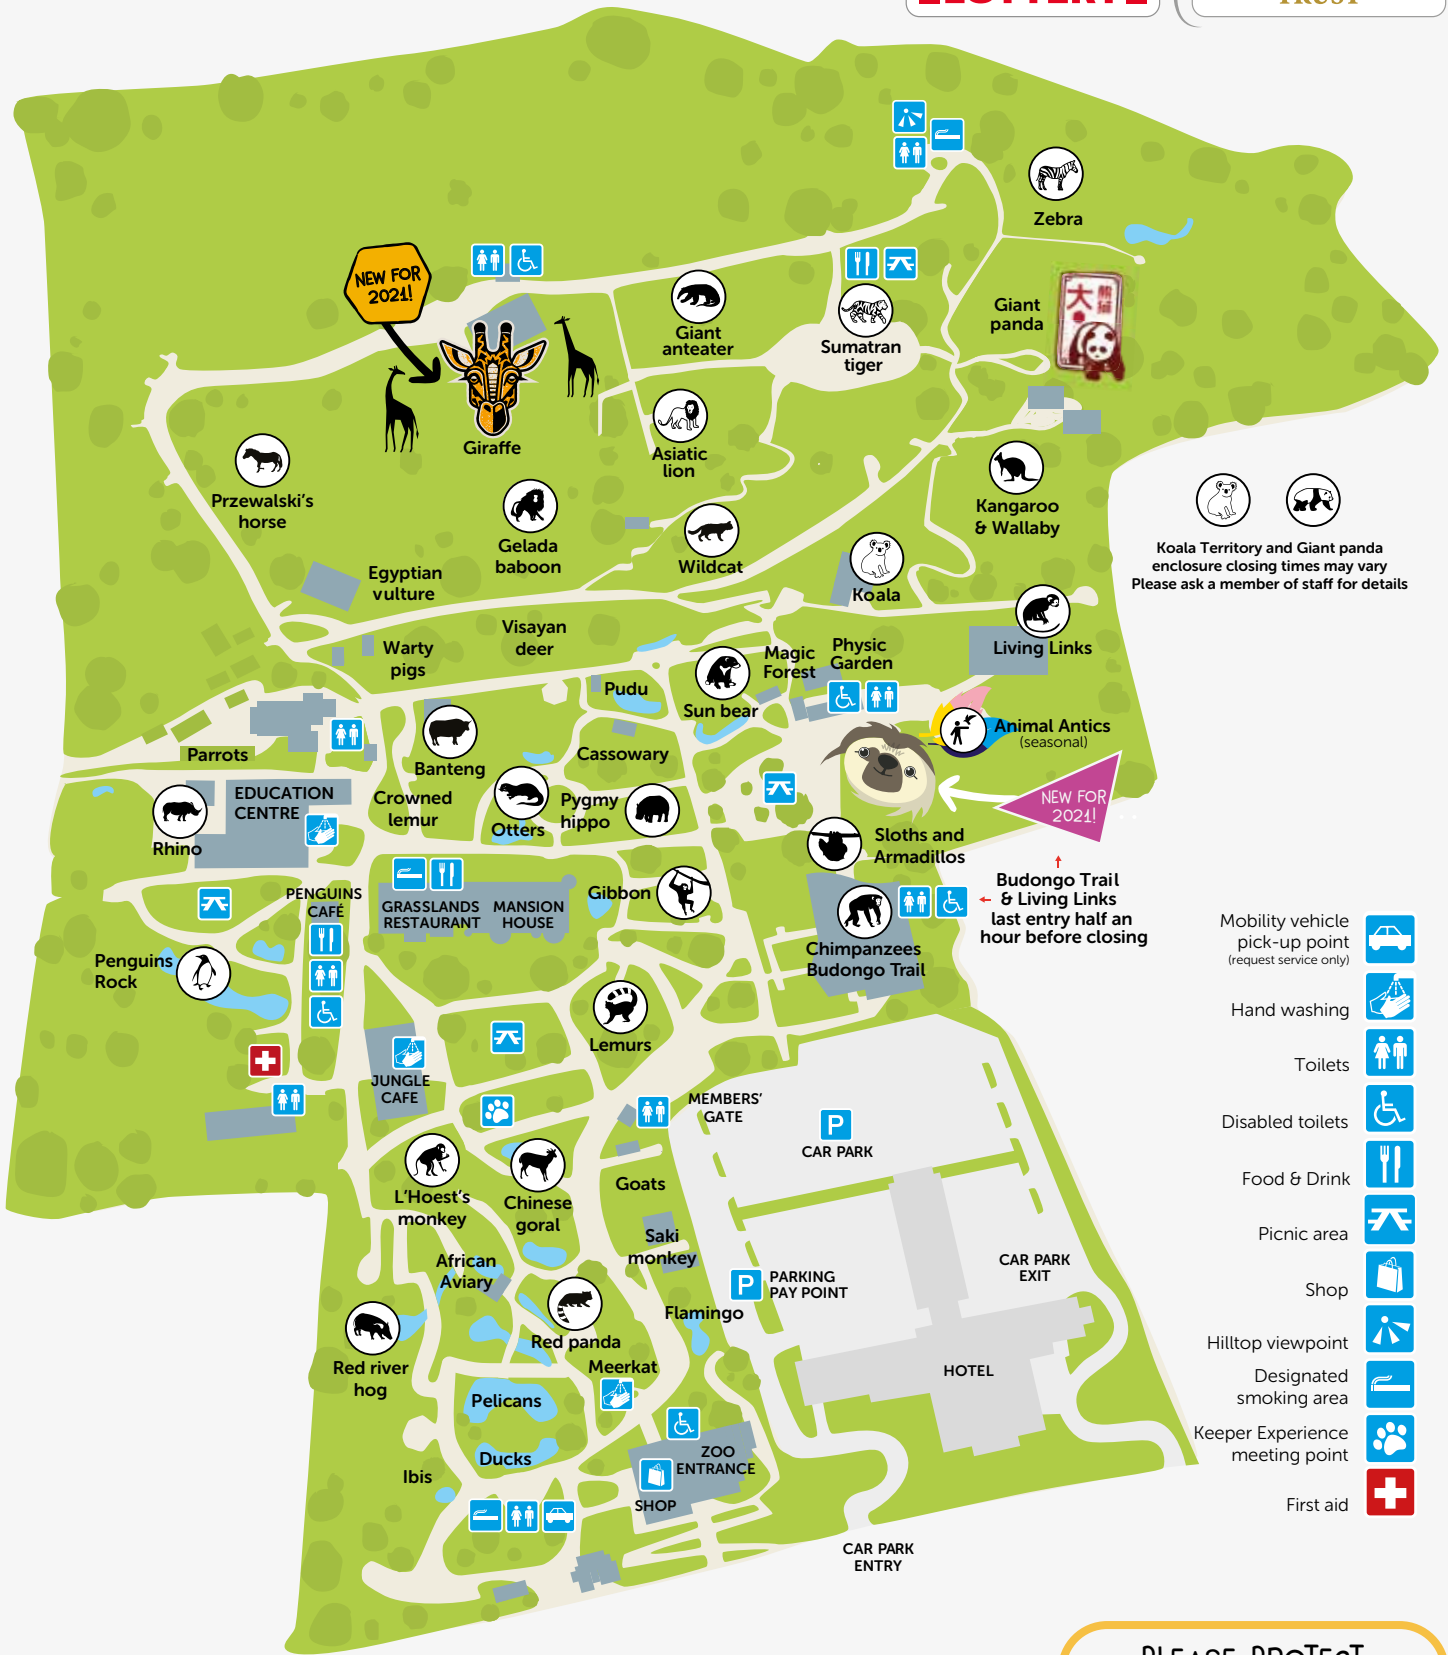 LOTTERY
TRUST
Zebra
NEW FOR
2021!
Giant
anteater
Sumatran
tiger
Giant
panda
大
熊
猫
Giraffe
Asiatic
lion
Przewalski's
horse
Gelada
baboon
Wildcat
Kangaroo
& Wallaby
Koala Territory and Giant panda
enclosure closing times may vary
Please ask a member of staff for details
Egyptian
vulture
Koala
Visayan
deer
Warty
pigs
Magic
Forest
Physic
Garden
Living Links
Pudu
Sun bear
Animal Antics
(seasonal)
Parrots
Banteng
Cassowary
EDUCATION
CENTRE
Crowned
lemur
Otters
Pygmy
hippo
NEW FOR
2021!
Rhino
Sloths and
Armadillos
PENGUINS
CAFÉ
GRASSLANDS
RESTAURANT
MANSION
HOUSE
Gibbon
Budongo Trail
& Living Links
last entry half an
hour before closing
Chimpanzees
Budongo Trail
Penguins
Rock
Lemurs
JUNGLE
CAFE
MEMBERS'
GATE
P
CAR PARK
L'Hoest's
monkey
Chinese
goral
Goats
Saki
monkey
African
Aviary
CAR PARK
EXIT
P
PARKING
PAY POINT
Flamingo
Red panda
Red river
hog
Meerkat
HOTEL
Pelicans
Ducks
Ibis
ZOO
ENTRANCE
SHOP
CAR PARK
ENTRY
Mobility vehicle
pick-up point
(request service only)
Hand washing
Toilets
Disabled toilets
Food & Drink
Picnic area
Shop
Hilltop viewpoint
Designated
smoking area
Keeper Experience
meeting point
First aid
PLEASE PROTECT